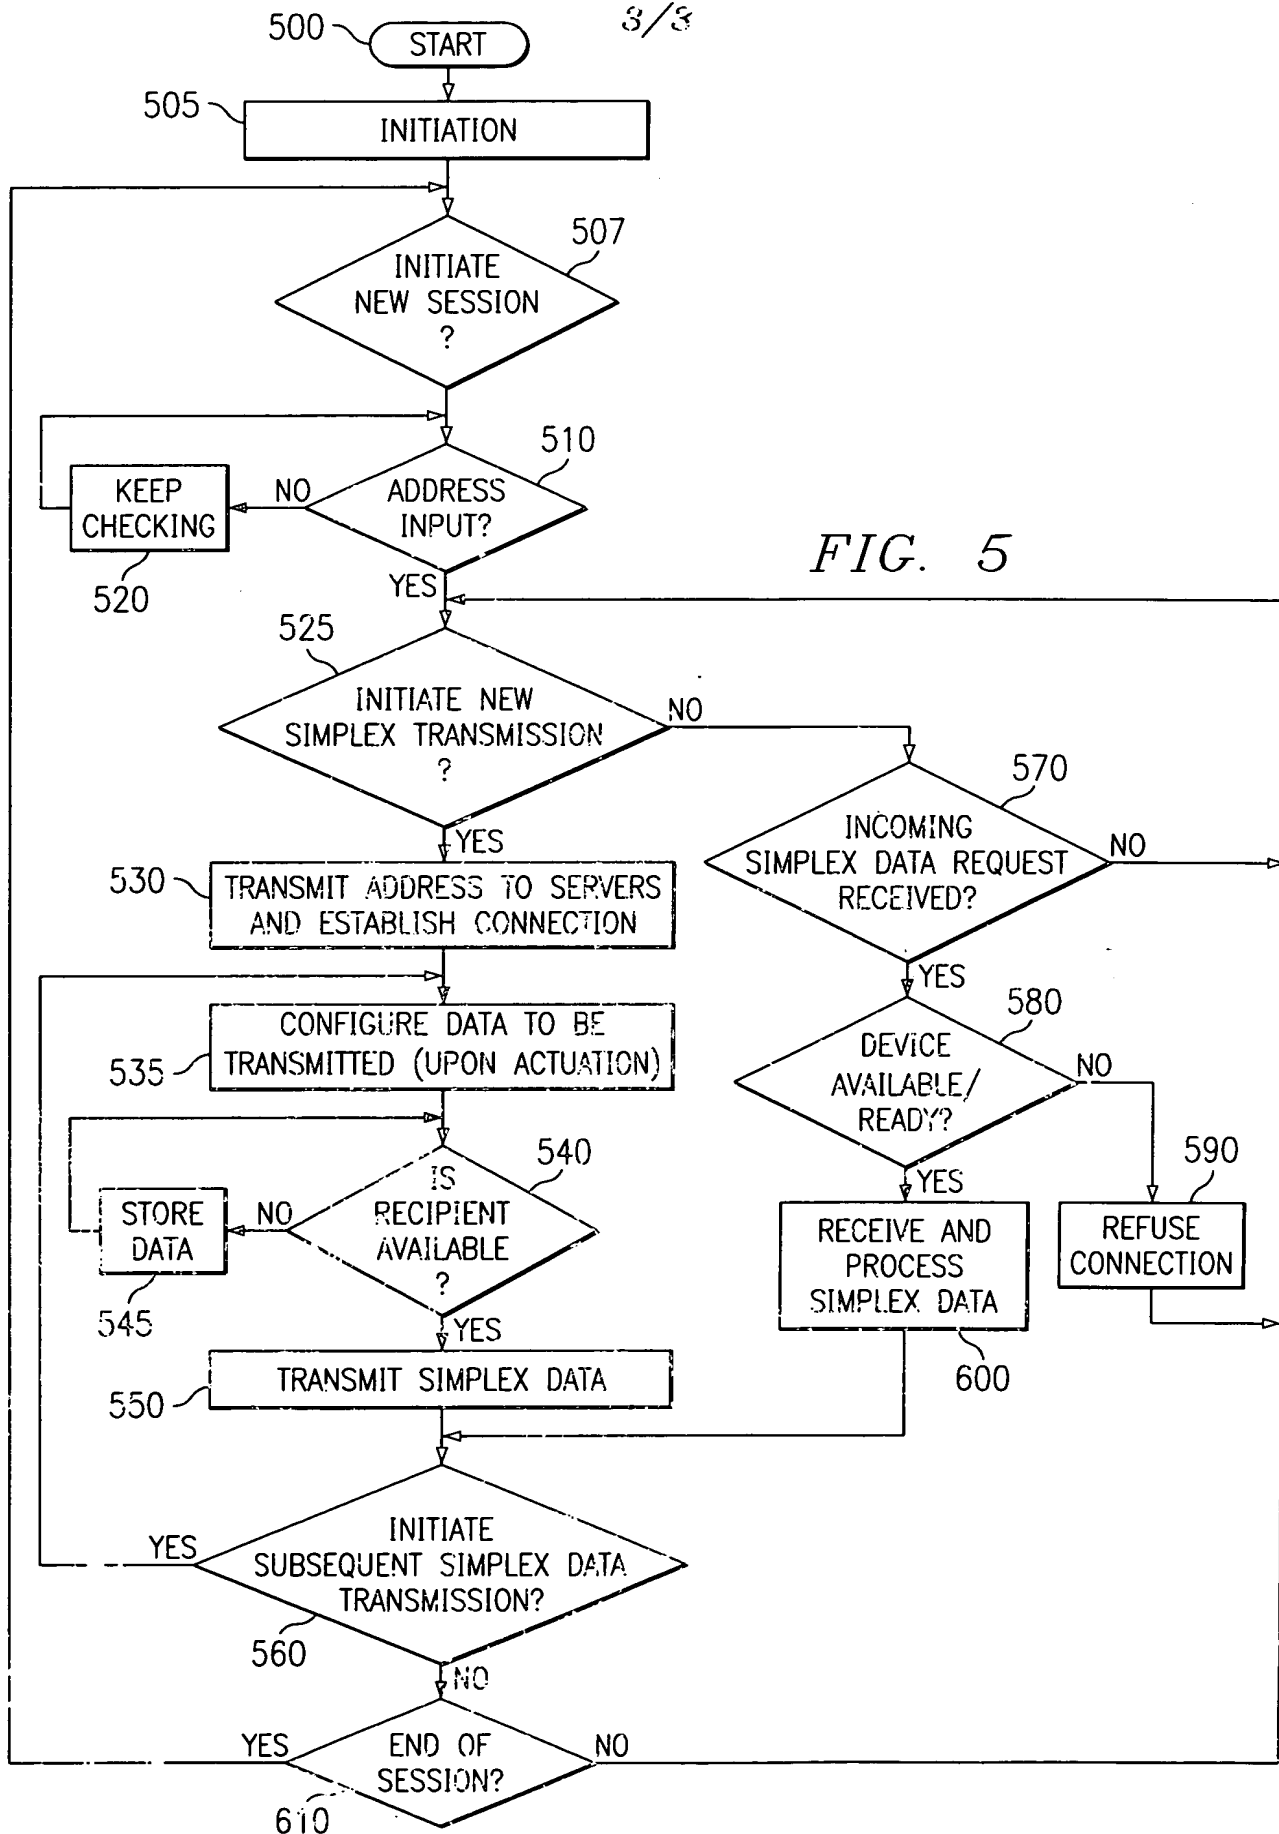 3/3
500
START
505
INITIATION
507
INITIATE
NEW SESSION
?
510
ADDRESS
INPUT?
NO
KEEP
CHECKING
520
YES
FIG. 5
525
INITIATE NEW
SIMPLEX TRANSMISSION
?
NO
YES
570
INCOMING
SIMPLEX DATA REQUEST
RECEIVED?
NO
YES
530
TRANSMIT ADDRESS TO SERVERS
AND ESTABLISH CONNECTION
535
CONFIGURE DATA TO BE
TRANSMITTED (UPON ACTUATION)
580
DEVICE
AVAILABLE/
READY?
NO
YES
540
IS
RECIPIENT
AVAILABLE
?
NO
STORE
DATA
545
YES
590
REFUSE
CONNECTION
RECEIVE AND
PROCESS
SIMPLEX DATA
600
550
TRANSMIT SIMPLEX DATA
YES
INITIATE
SUBSEQUENT SIMPLEX DATA
TRANSMISSION?
560
NO
YES
END OF
SESSION?
NO
610